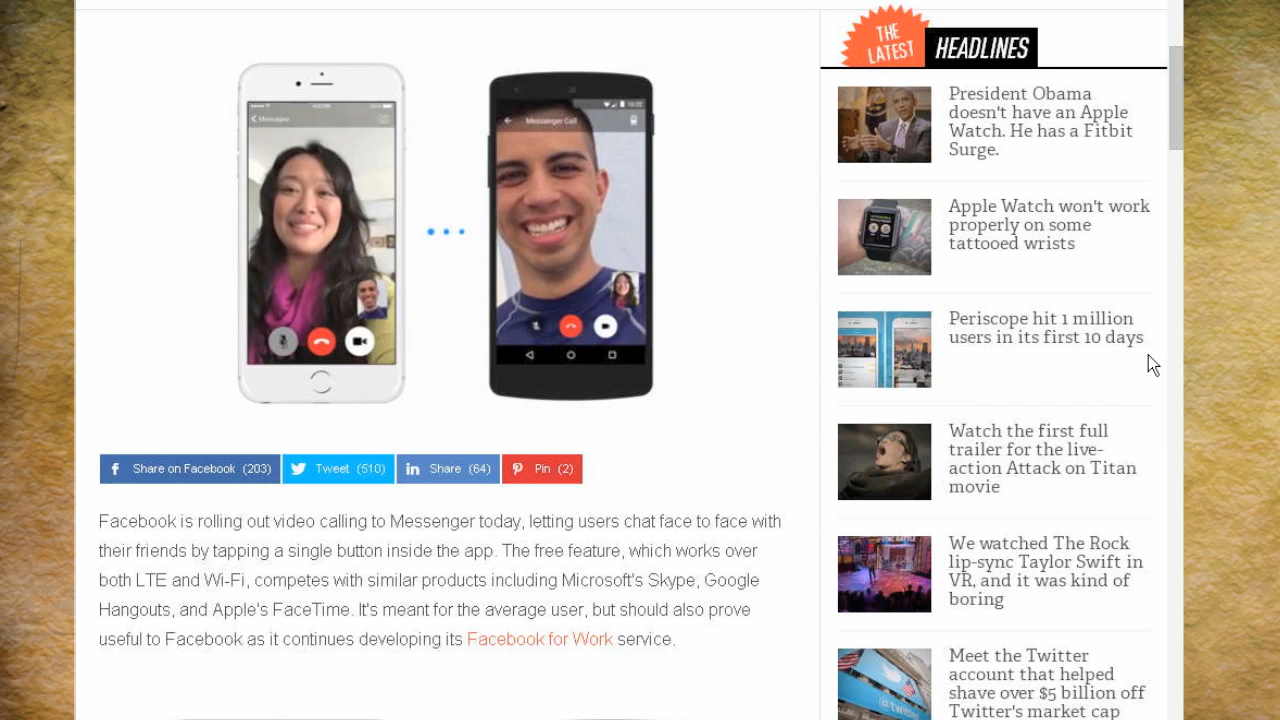 Messages
Messenger Call
10:22
Share on Facebook (203)
Tweet (510)
Share (64)
Pin (2)
Facebook is rolling out video calling to Messenger today, letting users chat face to face with
their friends by tapping a single button inside the app. The free feature, which works over
both LTE and Wi-Fi, competes with similar products including Microsoft's Skype, Google
Hangouts, and Apple's FaceTime. It's meant for the average user, but should also prove
useful to Facebook as it continues developing its Facebook for Work service.
THE
LATEST
HEADLINES
President Obama
doesn't have an Apple
Watch. He has a Fitbit
Surge.
Apple Watch won't work
properly on some
tattooed wrists
Periscope hit 1 million
users in its first 10 days
Watch the first full
trailer for the live-
action Attack on Titan
movie
We watched The Rock
lip-sync Taylor Swift in
VR, and it was kind of
boring
Meet the Twitter
account that helped
shave over $5 billion off
Twitter's market cap